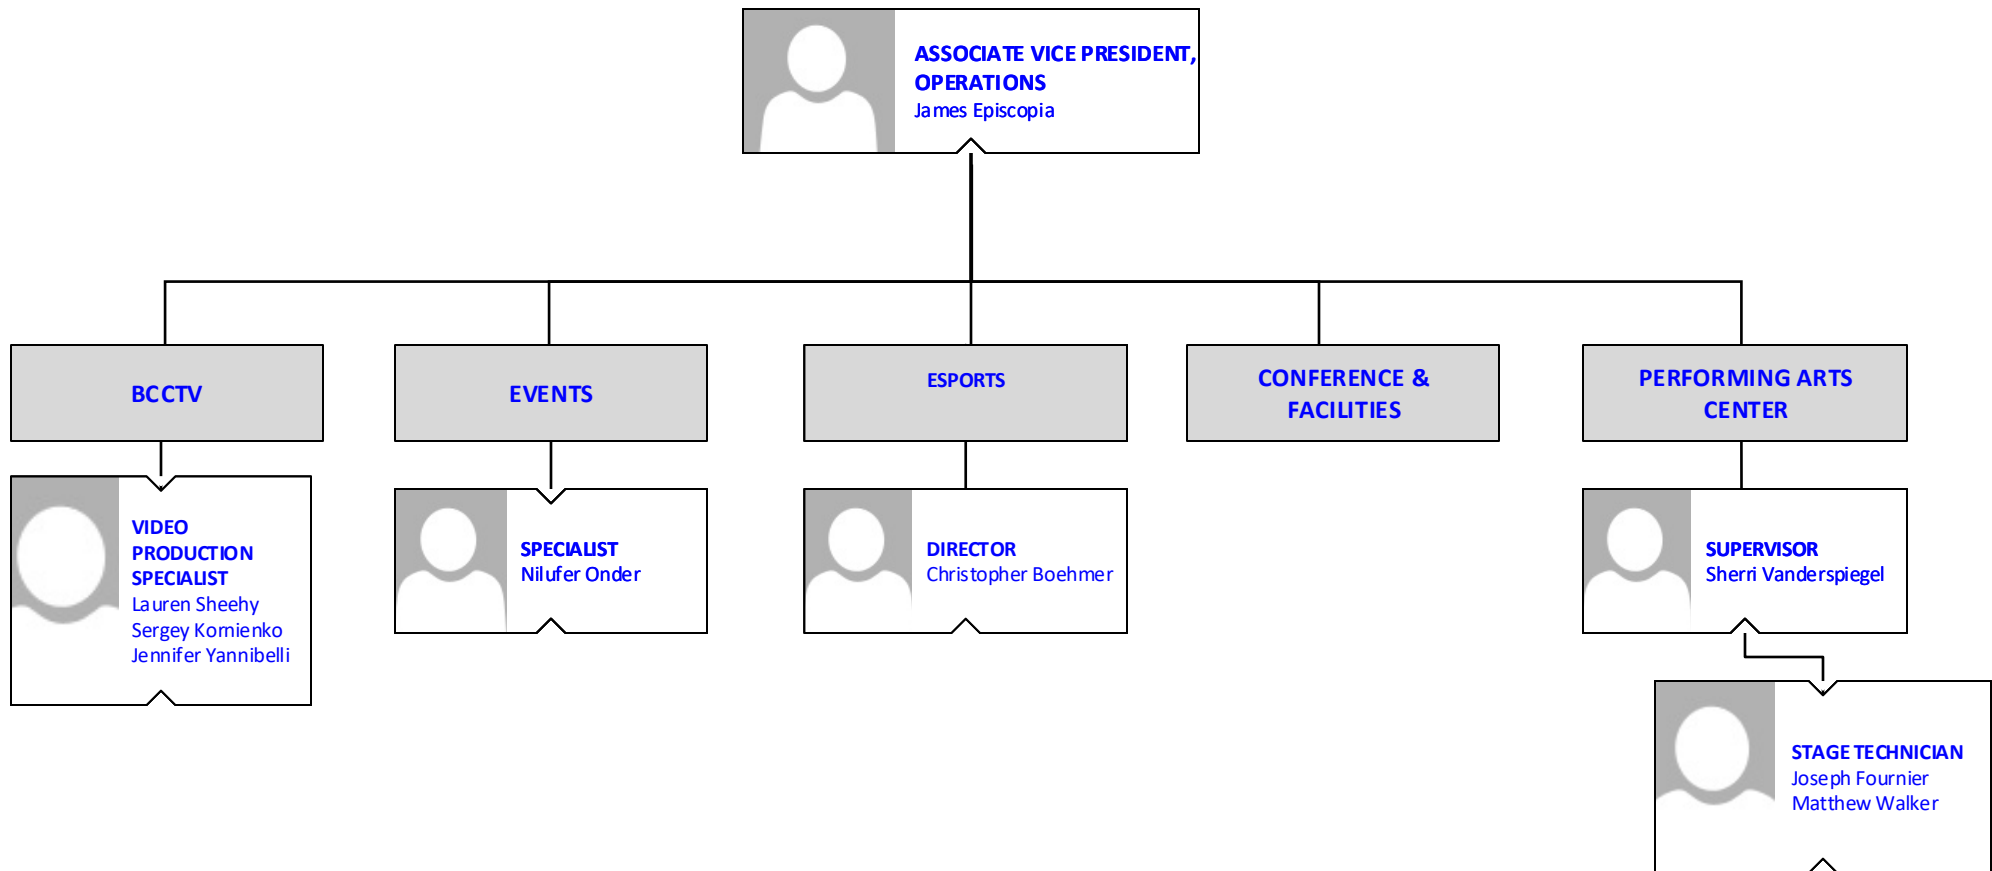 ASSOCIATE VICE PRESIDENT,
OPERATIONS
James Episcopia
BCCTV
EVENTS
ESPORTS
CONFERENCE &
FACILITIES
PERFORMING ARTS
CENTER
VIDEO
PRODUCTION
SPECIALIST
Lauren Sheehy
Sergey Kornienko
Jennifer Yannibelli
SPECIALIST
Nilufer Onder
DIRECTOR
Christopher Boehmer
SUPERVISOR
Sherri Vanderspiegel
STAGE TECHNICIAN
Joseph Fournier
Matthew Walker